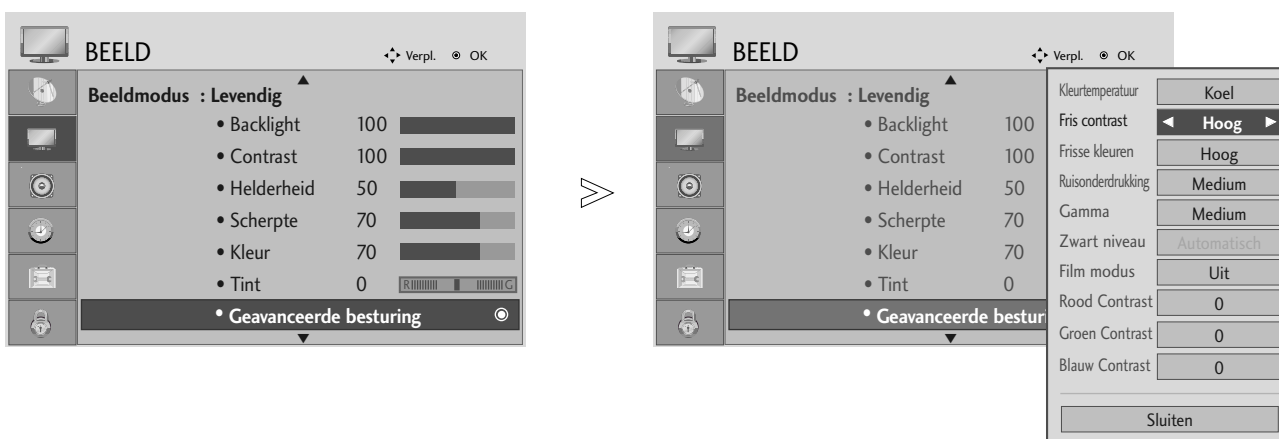 BEELD
Verpl. OK
Beeldmodus : Levendig
• Backlight 100
• Contrast 100
• Helderheid 50
• Scherpte 70
• Kleur 70
• Tint 0 R G
• Geavanceerde besturing
BEELD
Verpl. OK
Beeldmodus : Levendig
• Backlight 100
• Contrast 100
• Helderheid 50
• Scherpte 70
• Kleur 70
• Tint 0
• Geavanceerde besturi
Kleurtemperatuur Koel
Fris contrast ◄ Hoog ►
Frisse kleuren Hoog
Ruisonderdrukking Medium
Gamma Medium
Zwart niveau Automatisch
Film modus Uit
Rood Contrast 0
Groen Contrast 0
Blauw Contrast 0
Sluiten